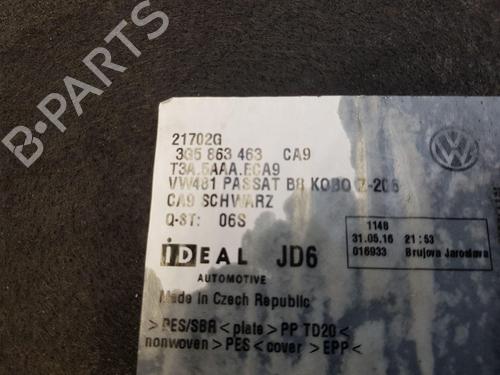 21702G
3G5 863 463 CA9
T3A.5AAA.ECA9
VW481 PASSAT B8 KOBO
CA9 SCHWARZ
Q-ST: 06S
iDEAL JD6
AUTOMOTIVE
Made in Czech Republic
> PES/SBR < plate > PP TD20 <
nonwoven > PES < cover > EPP <
1148
31.05.16 21:53
016933 Brujova Jaroslava
B-PARTS